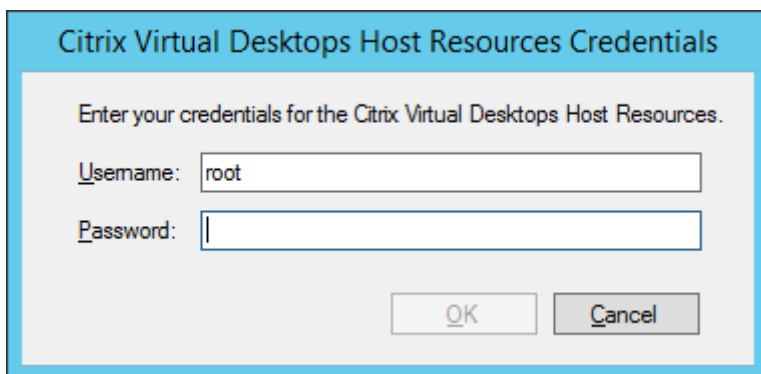 Citrix Virtual Desktops Host Resources Credentials
Enter your credentials for the Citrix Virtual Desktops Host Resources.
Username: root
Password:
OK Cancel